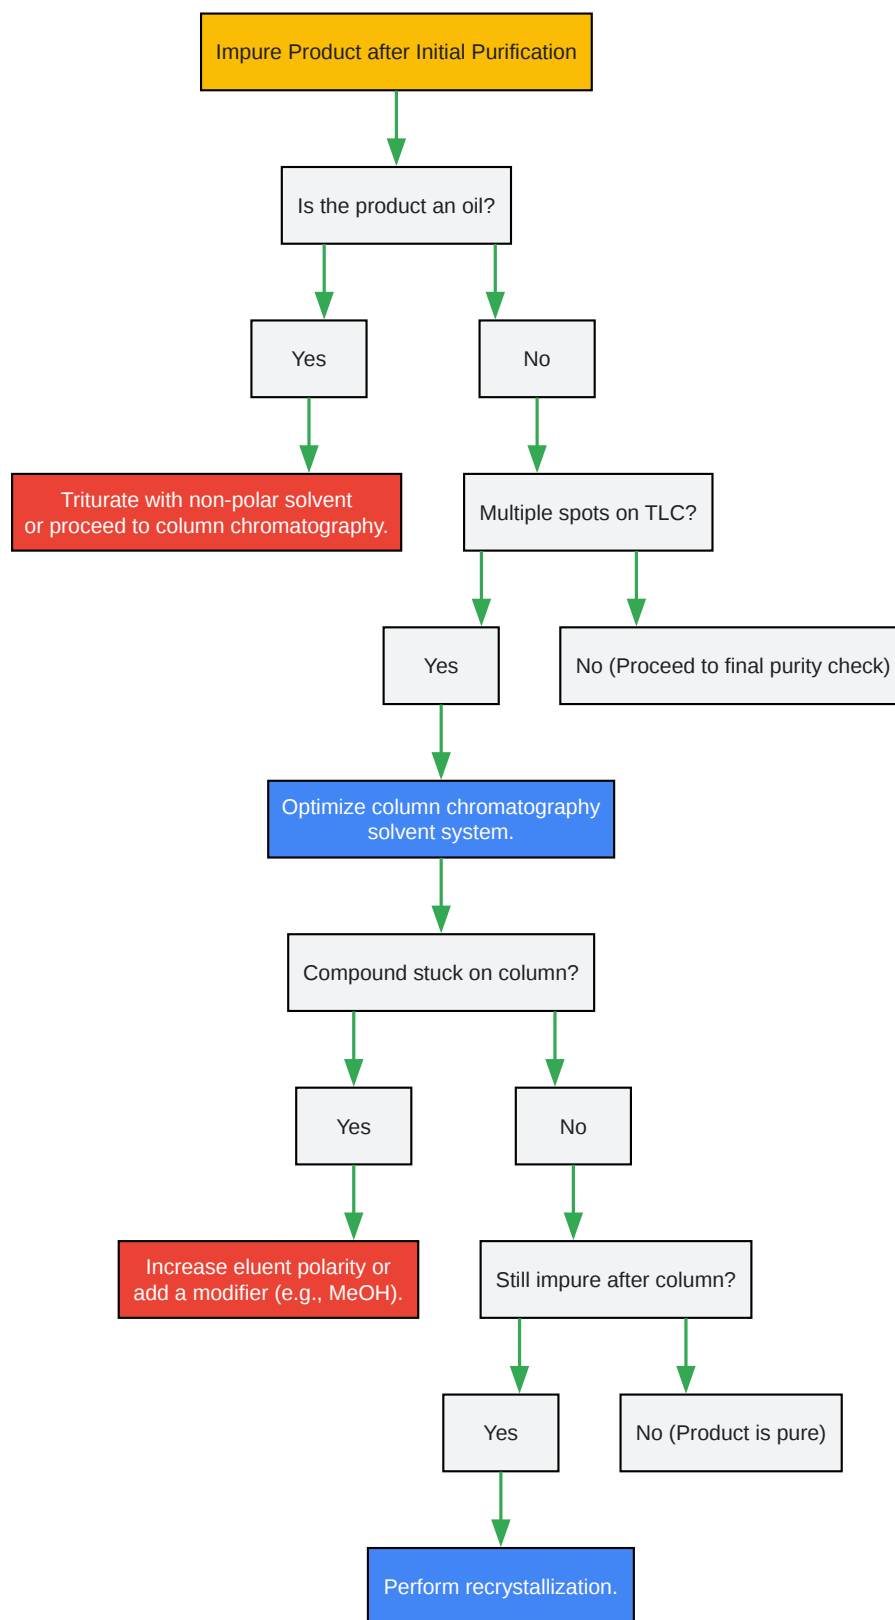 Impure Product after Initial Purification
Is the product an oil?
Yes
No
Triturate with non-polar solvent
or proceed to column chromatography.
Multiple spots on TLC?
Yes
No (Proceed to final purity check)
Optimize column chromatography
solvent system.
Compound stuck on column?
Yes
No
Increase eluent polarity or
add a modifier (e.g., MeOH).
Still impure after column?
Yes
No (Product is pure)
Perform recrystallization.